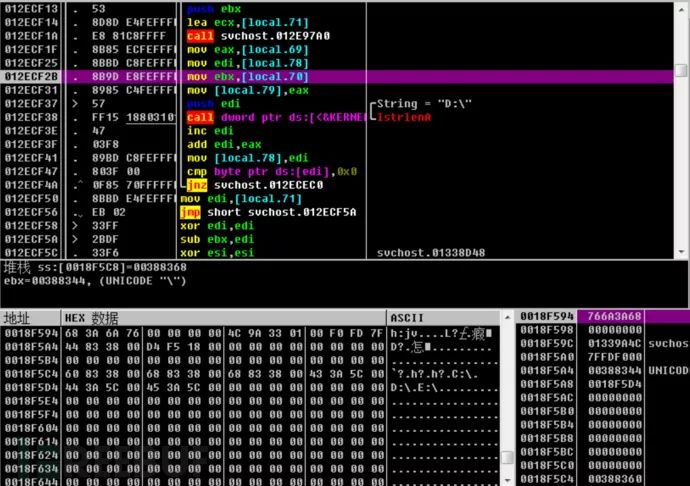 012ECF13 . 53 push ebx
012ECF14 . 8D8D E4FEFFFF lea ecx,[local.71]
012ECF1A . E8 81C8FFFF call svchost.012E97A0
012ECF1F . 8B85 ECFEFFFF mov eax,[local.69]
012ECF25 . 8BBD C8FEFFFF mov edi,[local.78]
012ECF2B . 8B9D E8FEFFFF mov ebx,[local.70]
012ECF31 . 8985 C4FEFFFF mov [local.79],eax
012ECF37 > 57 push edi String = "D:\"
012ECF38 . FF15 18803101 call dword ptr ds:[<&KERNE lstrlenA
012ECF3E . 47 inc edi
012ECF3F . 03F8 add edi,eax
012ECF41 . 89BD C8FEFFFF mov [local.78],edi
012ECF47 . 803F 00 cmp byte ptr ds:[edi],0x0
012ECF4A .^ 0F85 70FFFFFF jnz svchost.012ECEC0
012ECF50 . 8BBD E4FEFFFF mov edi,[local.71]
012ECF56 . EB 02 jmp short svchost.012ECF5A
012ECF58 > 33FF xor edi,edi
012ECF5A > 2BDF sub ebx,edi
012ECF5C . 33F6 xor esi,esi svchost.01338D48
堆栈 ss:[0018F5C8]=00388368
ebx=00388344, (UNICODE "\")
地址 HEX 数据 ASCII
0018F594 68 3A 6A 76 00 00 00 00 4C 9A 33 01 00 F0 FD 7F
0018F5A4 44 83 38 00 D4 F5 18 00 00 00 00 00 00 00 00 00
0018F5B4 00 00 00 00 00 00 00 00 00 00 00 00 00 00 00 00 ................
0018F5C4 60 83 38 00 68 83 38 00 68 83 38 00 43 3A 5C 00 `?.h?.h?.C:\.
0018F5D4 44 3A 5C 00 45 3A 5C 00 00 00 00 00 00 00 00 00 D:\.E:\.........
0018F5E4 00 00 00 00 00 00 00 00 00 00 00 00 00 00 00 00 ................
0018F5F4 00 00 00 00 00 00 00 00 00 00 00 00 00 00 00 00 ................
0018F604 00 00 00 00 00 00 00 00 00 00 00 00 00 00 00 00 ................
0018F614 00 00 00 00 00 00 00 00 00 00 00 00 00 00 00 00 ................
0018F624 00 00 00 00 00 00 00 00 00 00 00 00 00 00 00 00 ................
0018F634 00 00 00 00 00 00 00 00 00 00 00 00 00 00 00 00 ................
0018F644 00 00 00 00 00 00 00 00 00 00 00 00 00 00 00 00 ................
0018F594 766A3A68
0018F598 00000000
0018F59C 01339A4C svchos
0018F5A0 7FFDF000
0018F5A4 00388344 UNICOD
0018F5A8 0018F5D4
0018F5AC 00000000
0018F5B0 00000000
0018F5B4 00000000
0018F5B8 00000000
0018F5BC 00000000
0018F5C0 00000000
0018F5C4 00388360